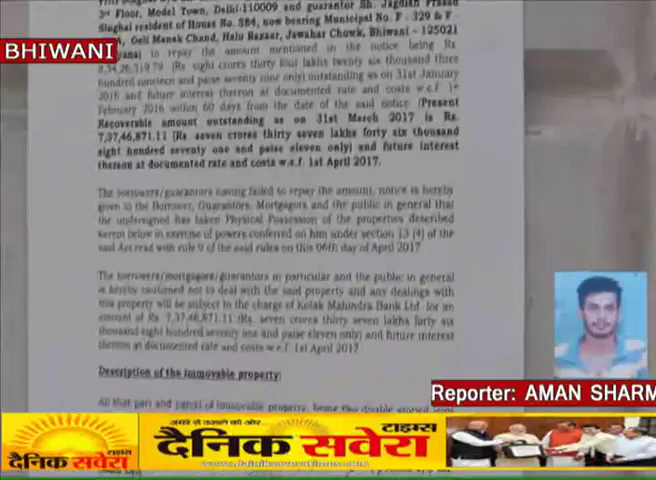 3rd Floor, Model Town, Delhi-110009 and guarantor Sh. Jagdish Prasad
Singhal resident of House No. 584, now bearing Municipal No. F - 329 & F -
Gali Manak Chand, Halu Bazaar, Jawahar Chowk, Bhiwani - 125021
BHIWANI
to repay the amount mentioned in the notice being Rs.
8,34,26,319.79 (Rs eight crores thirty four lakhs twenty six thousand three
hundred nineteen and paise seventy nine only) outstanding as on 31st January
2016 and future interest thereon at documented rate and costs w.e.f 1st
February 2016 within 60 days from the date of the said notice (Present
Recoverable amount outstanding as on 31st March 2017 is Rs.
7,37,46,871.11 (Rs. seven crores thirty seven lakhs forty six thousand
eight hundred seventy one and paise eleven only) and future interest
thereon at documented rate and costs w.e.f. 1st April 2017.
The borrowers/guarantors having failed to repay the amount, notice is hereby
given to the Borrower, Guarantors, Mortgagors and the public in general that
the undersigned has taken Physical Possession of the properties described
herein below in exercise of powers conferred on him under section 13 (4) of the
said Act read with rule 9 of the said rules on this 06th day of April 2017
The borrowers/mortgagors/guarantors in particular and the public in general
is hereby cautioned not to deal with the said property and any dealings with
this property will be subject to the charge of Kotak Mahindra Bank Ltd. for an
amount of Rs. 7,37,46,871.11 (Rs. seven crores thirty seven lakhs forty six
thousand eight hundred seventy one and paise eleven only) and future interest
thereon at documented rate and costs w.e.f. 1st April 2017
Description of the immovable property:
All that part and parcel of immovable property, being two double storied
Reporter: AMAN SHARM
दैनिक सवेरा
दैनिक सवेरा टाइम्स